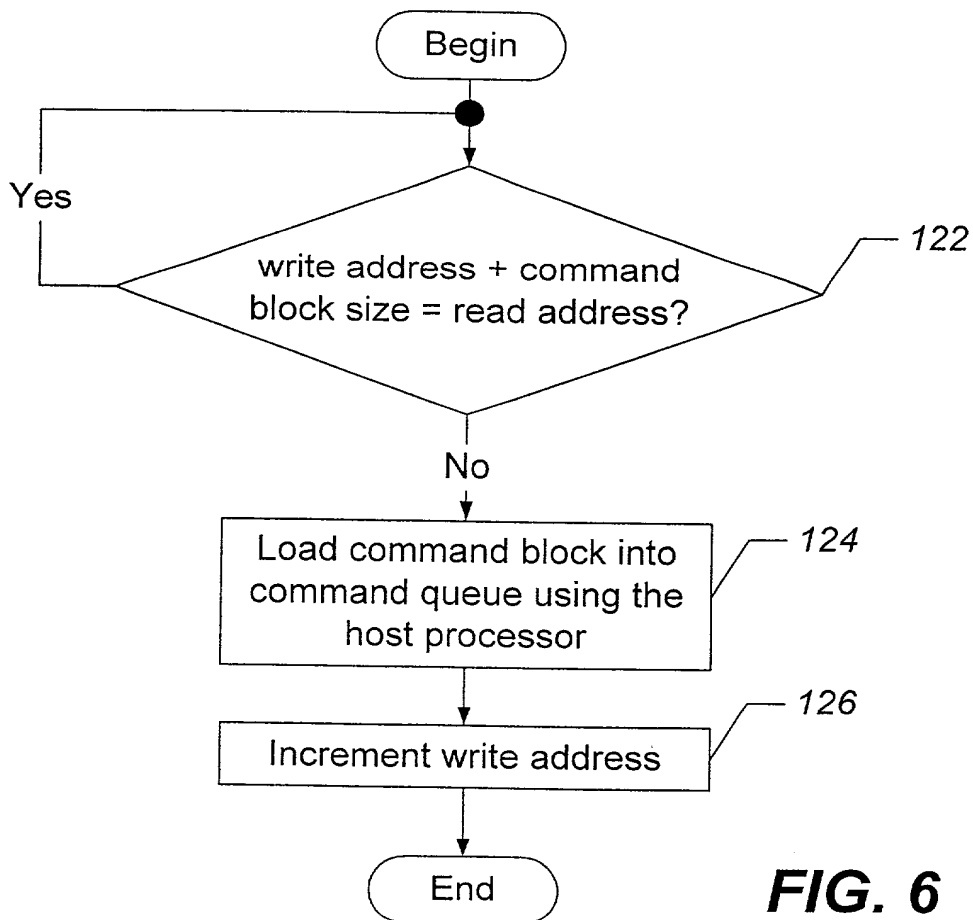 Begin
Yes
122
write address + command
block size = read address?
No
124
Load command block into
command queue using the
host processor
126
Increment write address
End
FIG. 6